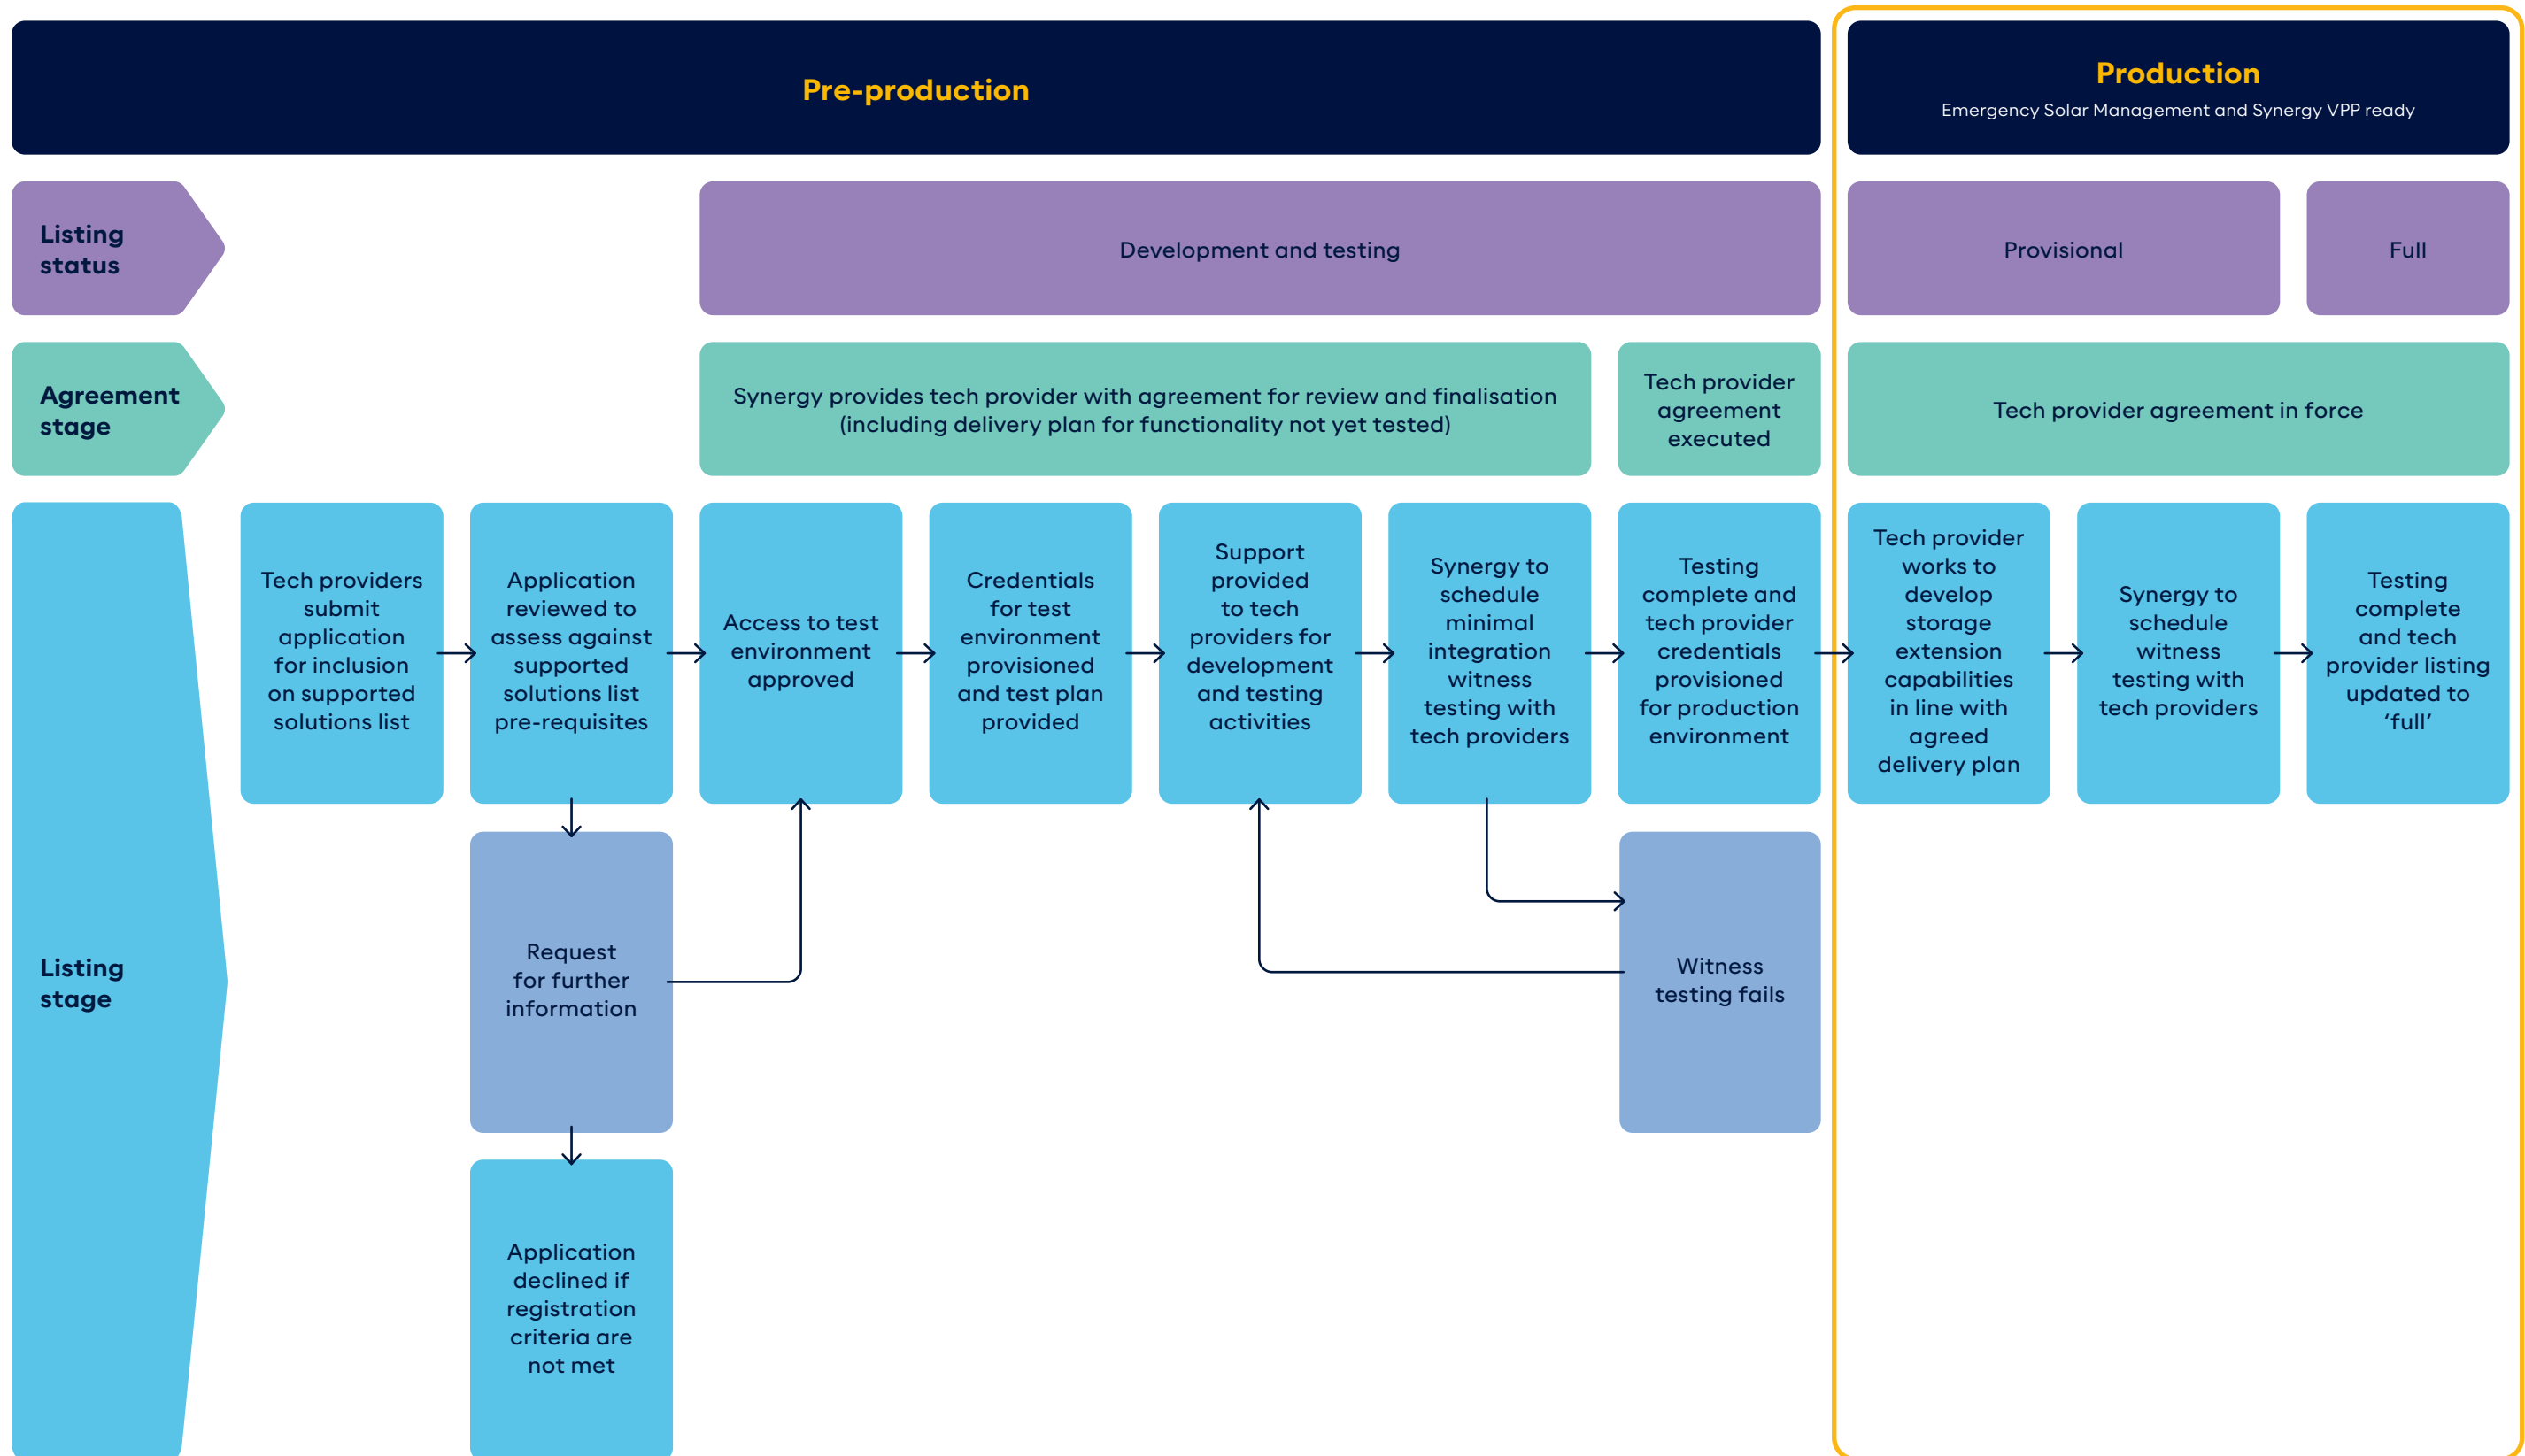 Pre-production
Production
Emergency Solar Management and Synergy VPP ready
Listing
status
Development and testing
Provisional
Full
Agreement
stage
Synergy provides tech provider with agreement for review and finalisation
(including delivery plan for functionality not yet tested)
Tech provider
agreement
executed
Tech provider agreement in force
Listing
stage
Tech providers
submit
application
for inclusion
on supported
solutions list
Application
reviewed to
assess against
supported
solutions list
pre-requisites
Access to test
environment
approved
Credentials
for test
environment
provisioned
and test plan
provided
Support
provided
to tech
providers for
development
and testing
activities
Synergy to
schedule
minimal
integration
witness
testing with
tech providers
Testing
complete and
tech provider
credentials
provisioned
for production
environment
Tech provider
works to
develop
storage
extension
capabilities
in line with
agreed
delivery plan
Synergy to
schedule
witness
testing with
tech providers
Testing
complete
and tech
provider listing
updated to
‘full’
Request
for further
information
Witness
testing fails
Application
declined if
registration
criteria are
not met